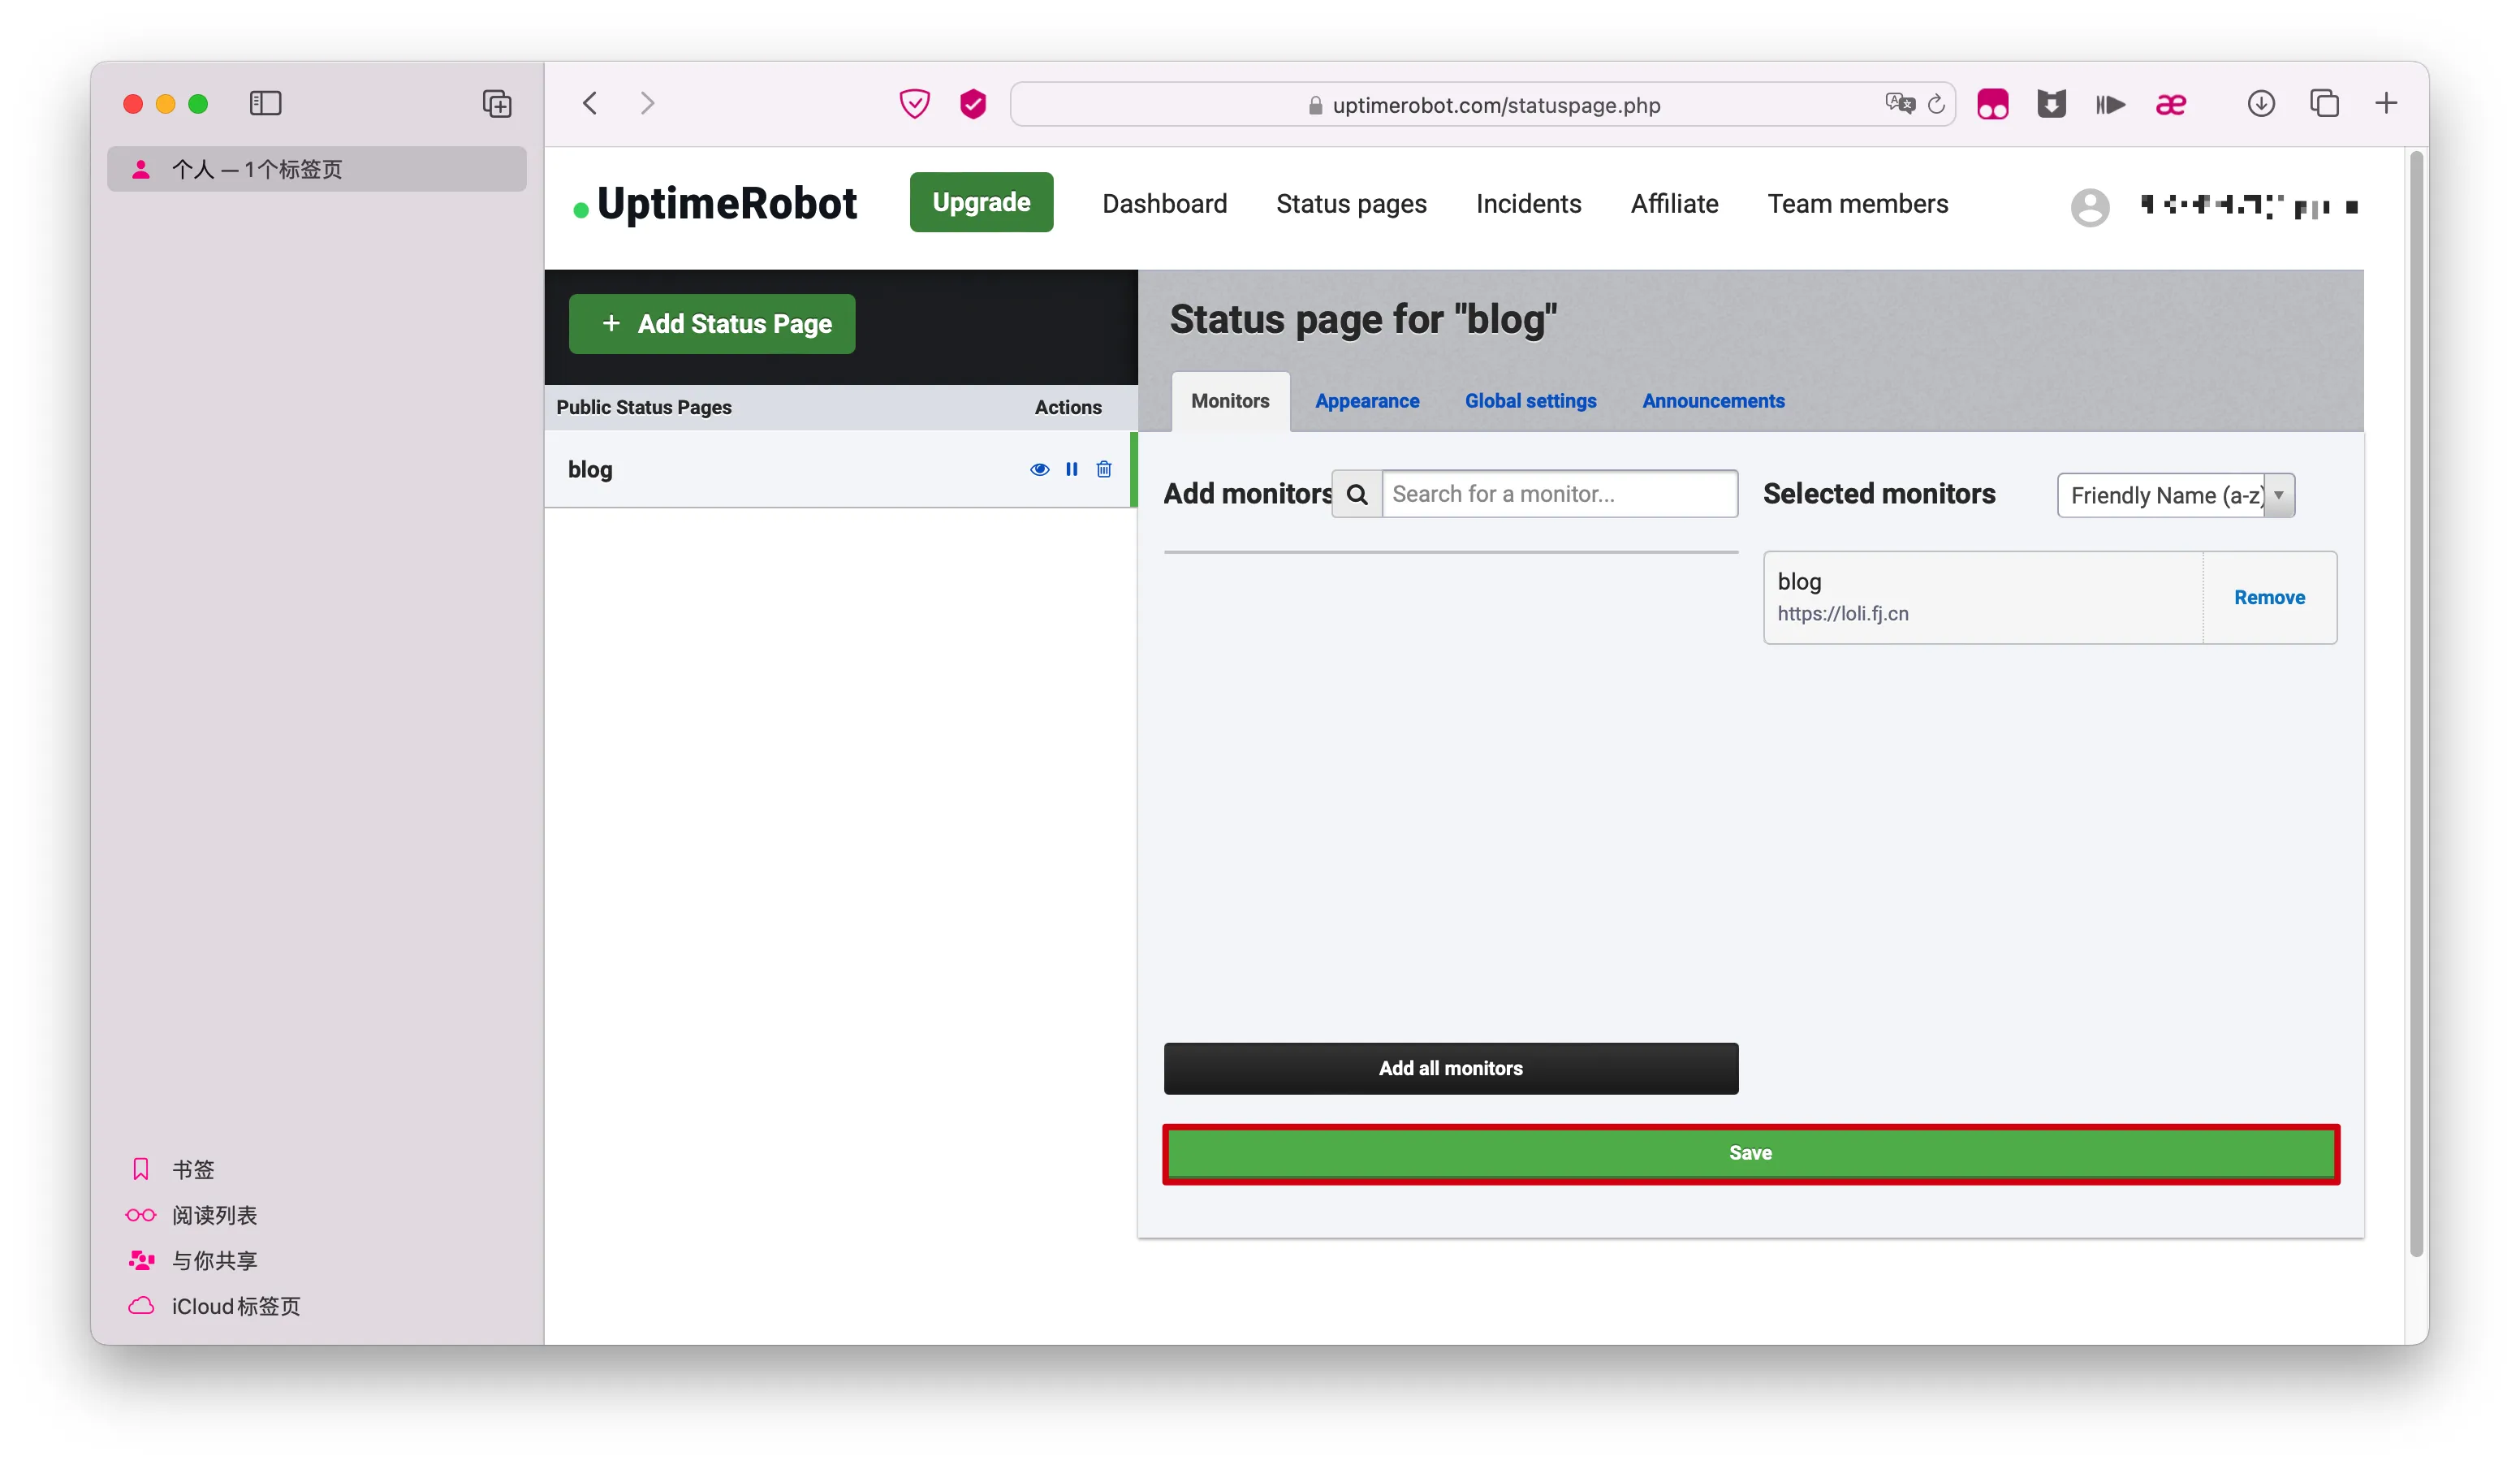 uptimerobot.com/statuspage.php
个人 — 1个标签页
UptimeRobot
Upgrade
Dashboard
Status pages
Incidents
Affiliate
Team members
+ Add Status Page
Public Status Pages
Actions
blog
Status page for "blog"
Monitors
Appearance
Global settings
Announcements
Add monitors
Search for a monitor...
Selected monitors
Friendly Name (a-z)
blog
https://loli.fj.cn
Remove
Add all monitors
Save
书签
阅读列表
与你共享
iCloud标签页